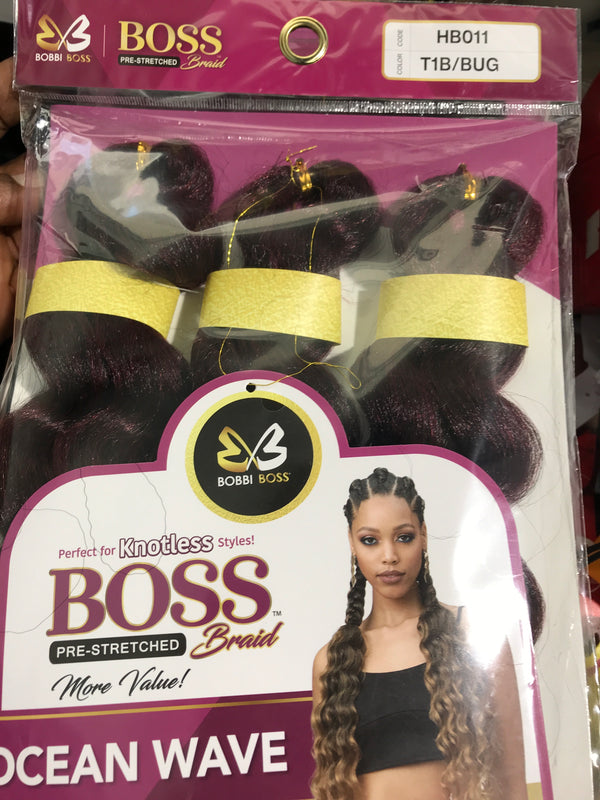 BOBBI BOSS
BOSS
PRE-STRETCHED Braid
CODE HB011
COLOR T1B/BUG
BOBBI BOSS
Perfect for Knotless Styles!
BOSS™
PRE-STRETCHED Braid
More Value!
OCEAN WAVE